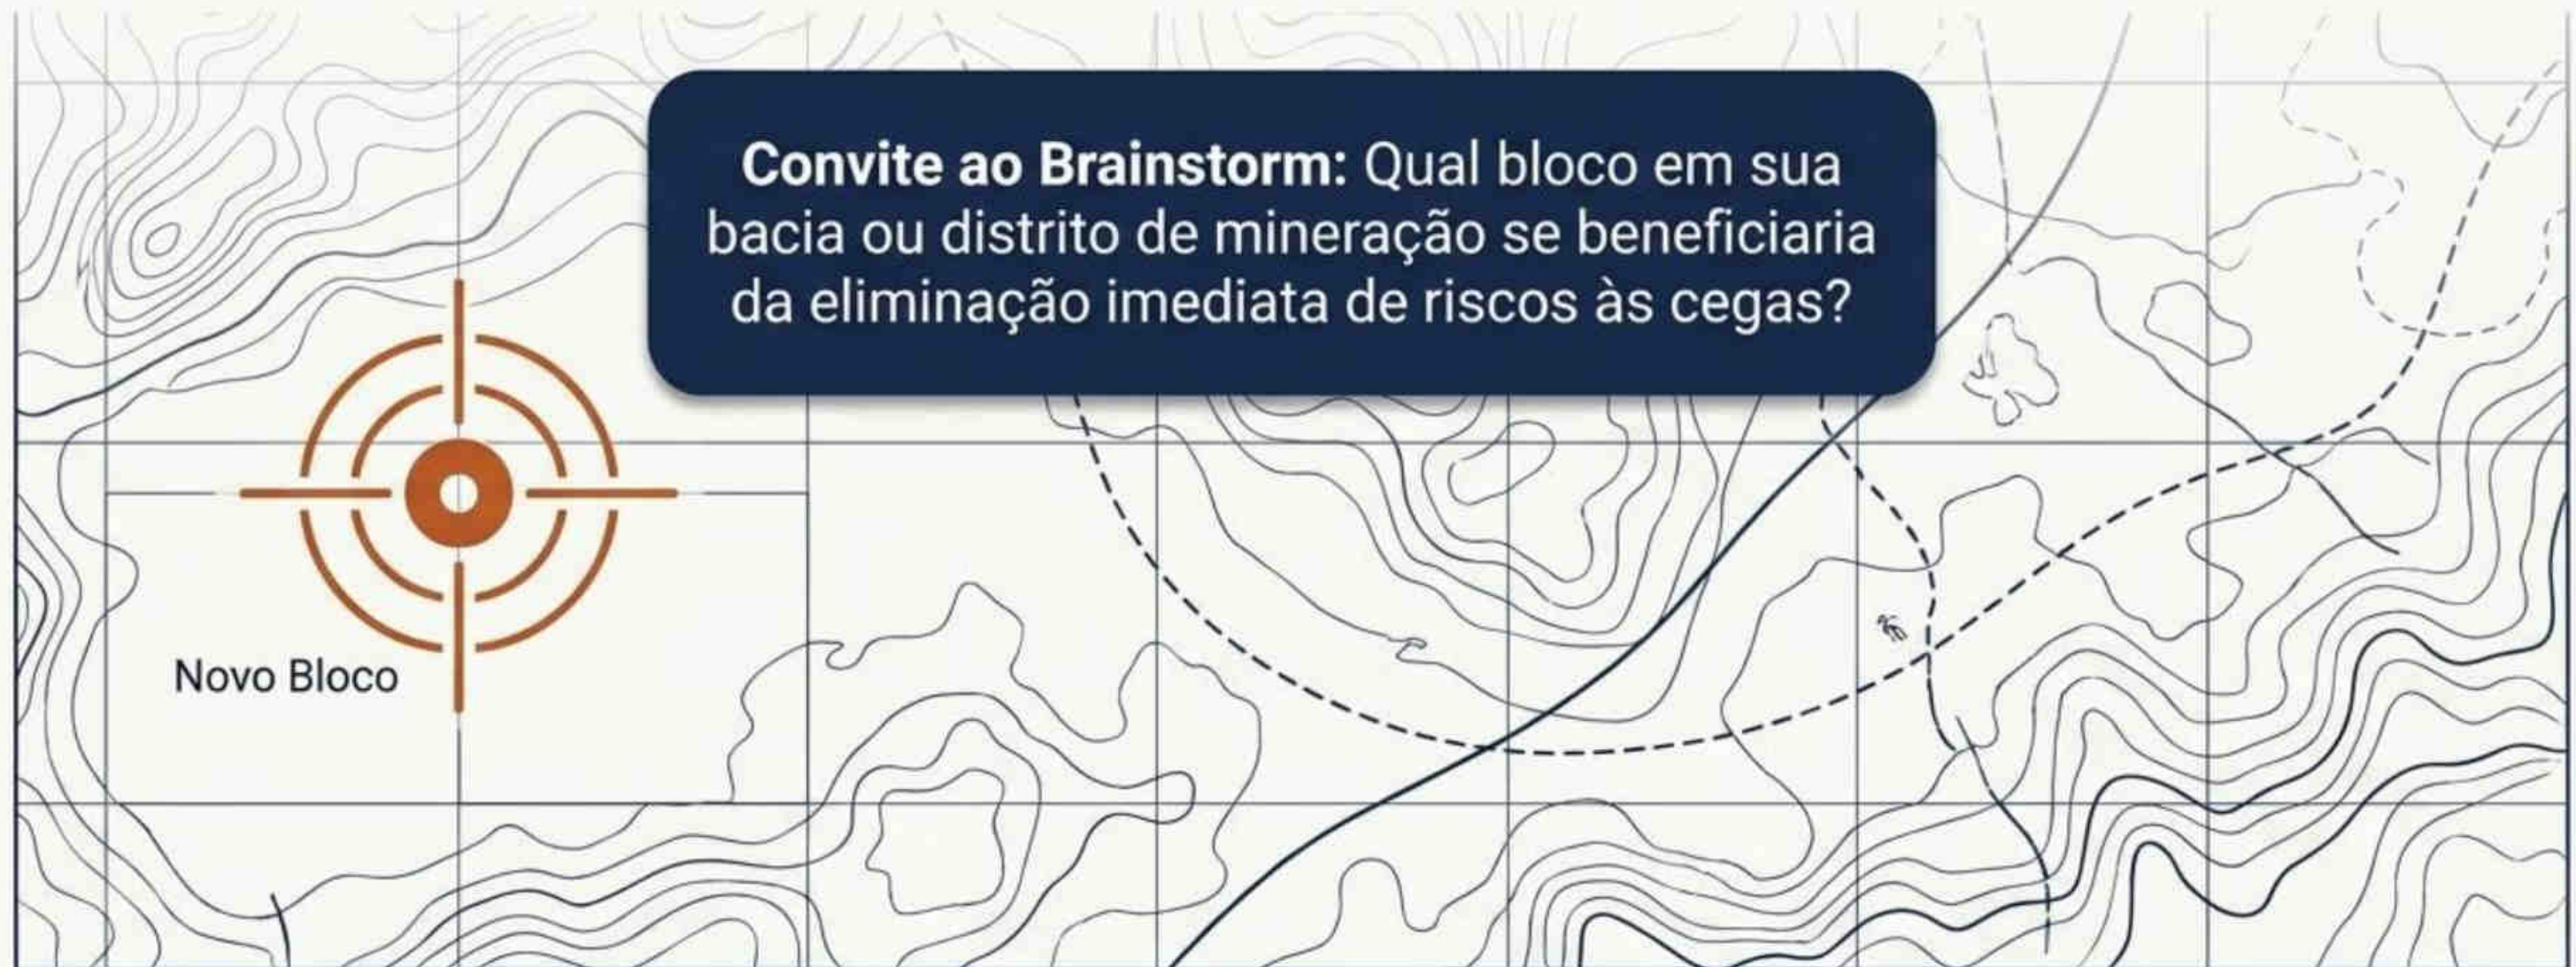 Convite ao Brainstorm: Qual bloco em sua
bacia ou distrito de mineração se beneficiaria
da eliminação imediata de riscos às cegas?
Novo Bloco